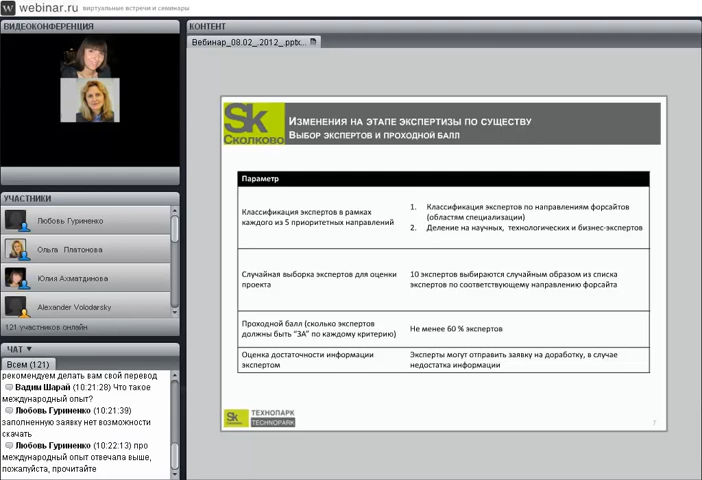 webinar.ru виртуальные встречи и семинары
ВИДЕОКОНФЕРЕНЦИЯ
УЧАСТНИКИ
Любовь Гуриненко
Ольга Платонова
Юлия Ахматдинова
Alexander Volodarsky
121 участников онлайн
ЧАТ
Всем (121)
рекомендуем делать вам свой перевод
Вадим Шарай (10:21:28) Что такое
международный опыт?
Любовь Гуриненко (10:21:39)
заполненную заявку нет возможности
скачать
Любовь Гуриненко (10:22:13) про
международный опыт отвечала выше,
пожалуйста, прочитайте
КОНТЕНТ
Вебинар_08.02_.2012_.pptx...
Sk
Сколково
ИЗМЕНЕНИЯ НА ЭТАПЕ ЭКСПЕРТИЗЫ ПО СУЩЕСТВУ
ВЫБОР ЭКСПЕРТОВ И ПРОХОДНОЙ БАЛЛ
Параметр
Классификация экспертов в рамках
каждого из 5 приоритетных направлений
1. Классификация экспертов по направлениям форсайтов
(областям специализации)
2. Деление на научных, технологических и бизнес-экспертов
Случайная выборка экспертов для оценки
проекта
10 экспертов выбираются случайным образом из списка
экспертов по соответствующему направлению форсайта
Проходной балл (сколько экспертов
должны быть "ЗА" по каждому критерию)
Не менее 60 % экспертов
Оценка достаточности информации
экспертом
Эксперты могут отправить заявку на доработку, в случае
недостатка информации
Sk
Сколково
ТЕХНОПАРК
TECHNOPARK
7